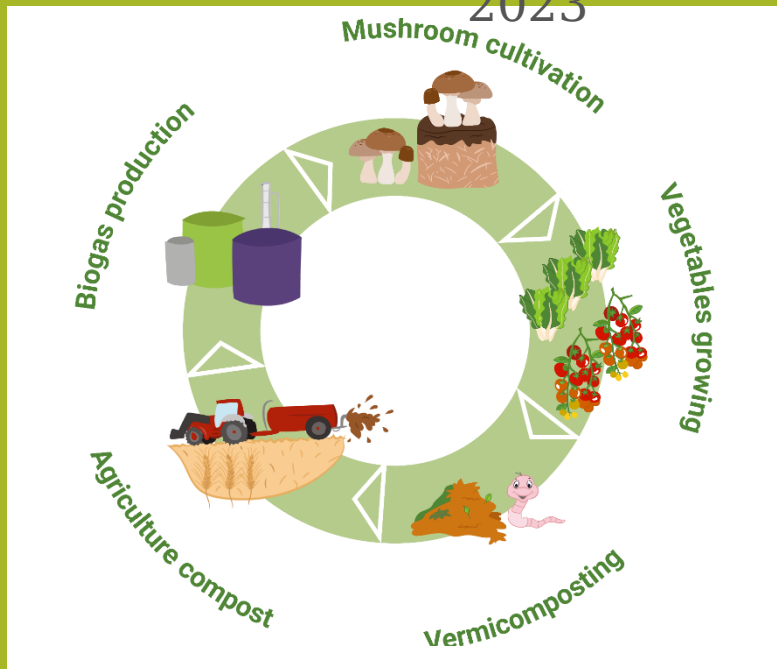 2023
Mushroom cultivation
Vegetables growing
Vermicomposting
Agriculture compost
Biogas production